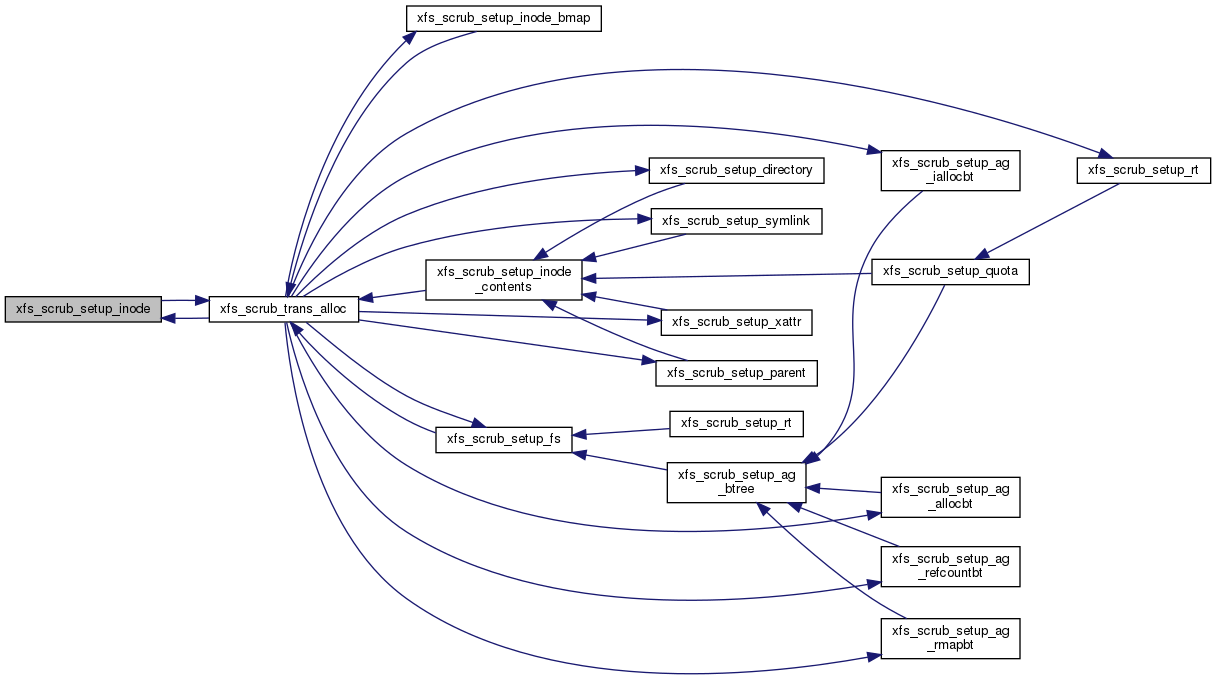 xfs_scrub_setup_inode_bmap
xfs_scrub_setup_directory
xfs_scrub_setup_ag
_iallocbt
xfs_scrub_setup_rt
xfs_scrub_setup_symlink
xfs_scrub_setup_inode
_contents
xfs_scrub_setup_quota
xfs_scrub_setup_inode
xfs_scrub_trans_alloc
xfs_scrub_setup_xattr
xfs_scrub_setup_parent
xfs_scrub_setup_rt
xfs_scrub_setup_fs
xfs_scrub_setup_ag
_btree
xfs_scrub_setup_ag
_allocbt
xfs_scrub_setup_ag
_refcountbt
xfs_scrub_setup_ag
_rmapbt